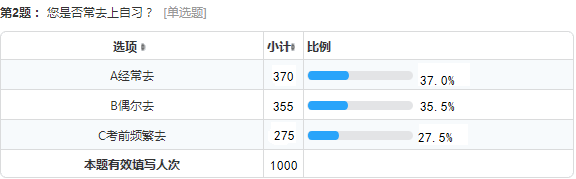 第2题： 您是否常去上自习？ [单选题]
选项 小计 比例
A经常去 370 37.0%
B偶尔去 355 35.5%
C考前频繁去 275 27.5%
本题有效填写人次 1000